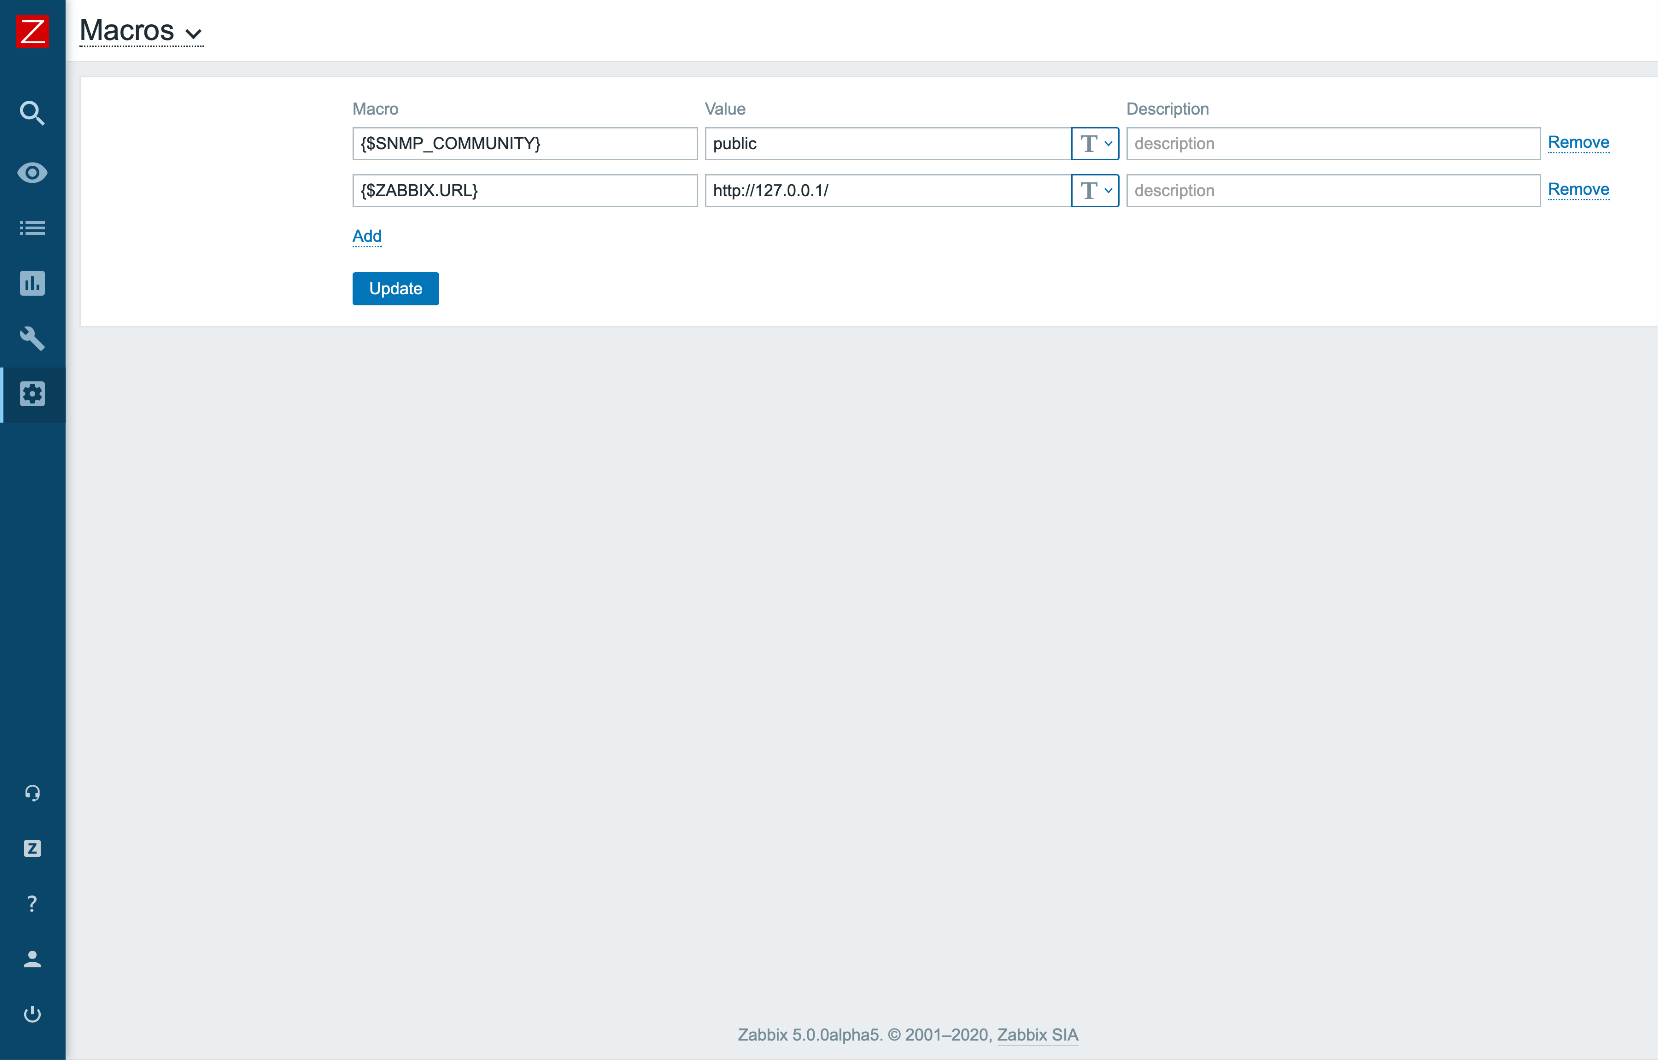 Z
Macros
Macro Value Description
{$SNMP_COMMUNITY} public T description Remove
{$ZABBIX.URL} http://127.0.0.1/ T description Remove
Add
Update
Z
?
Zabbix 5.0.0alpha5. © 2001–2020, Zabbix SIA